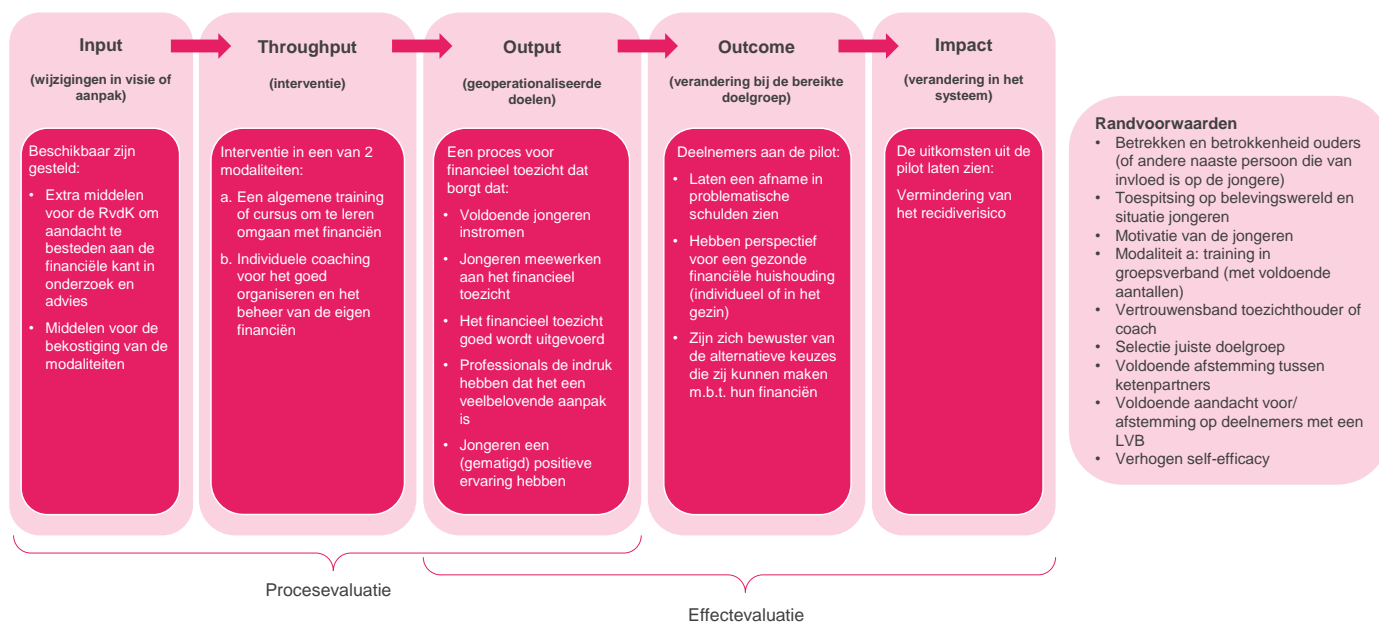 Input
(wijzigingen in visie of
aanpak)
Beschikbaar zijn
gesteld:
• Extra middelen
voor de RvdK om
aandacht te
besteden aan de
financiële kant in
onderzoek en
advies
• Middelen voor de
bekostiging van de
modaliteiten
Throughput
(interventie)
Interventie in een van 2
modaliteiten:
a. Een algemene training
of cursus om te leren
omgaan met financiën
b. Individuele coaching
voor het goed
organiseren en het
beheer van de eigen
financiën
Output
(geoperationaliseerde
doelen)
Een proces voor
financieel toezicht dat
borgt dat:
• Voldoende jongeren
instromen
• Jongeren meewerken
aan het financieel
toezicht
• Het financieel toezicht
goed wordt uitgevoerd
• Professionals de indruk
hebben dat het een
veelbelovende aanpak
is
• Jongeren een
(gematigd) positieve
ervaring hebben
Outcome
(verandering bij de bereikte
doelgroep)
Deelnemers aan de pilot:
• Laten een afname in
problematische
schulden zien
• Hebben perspectief
voor een gezonde
financiële huishouding
(individueel of in het
gezin)
• Zijn zich bewuster van
de alternatieve keuzes
die zij kunnen maken
m.b.t. hun financiën
Impact
(verandering in het
systeem)
De uitkomsten uit de
pilot laten zien:
Vermindering van
het recidiverisico
Randvoorwaarden
• Betrekken en betrokkenheid ouders
(of andere naaste persoon die van
invloed is op de jongere)
• Toespitsing op belevingswereld en
situatie jongeren
• Motivatie van de jongeren
• Modaliteit a: training in
groepsverband (met voldoende
aantallen)
• Vertrouwensband toezichthouder of
coach
• Selectie juiste doelgroep
• Voldoende afstemming tussen
ketenpartners
• Voldoende aandacht voor/
afstemming op deelnemers met een
LVB
• Verhogen self-efficacy
Procesevaluatie
Effectevaluatie